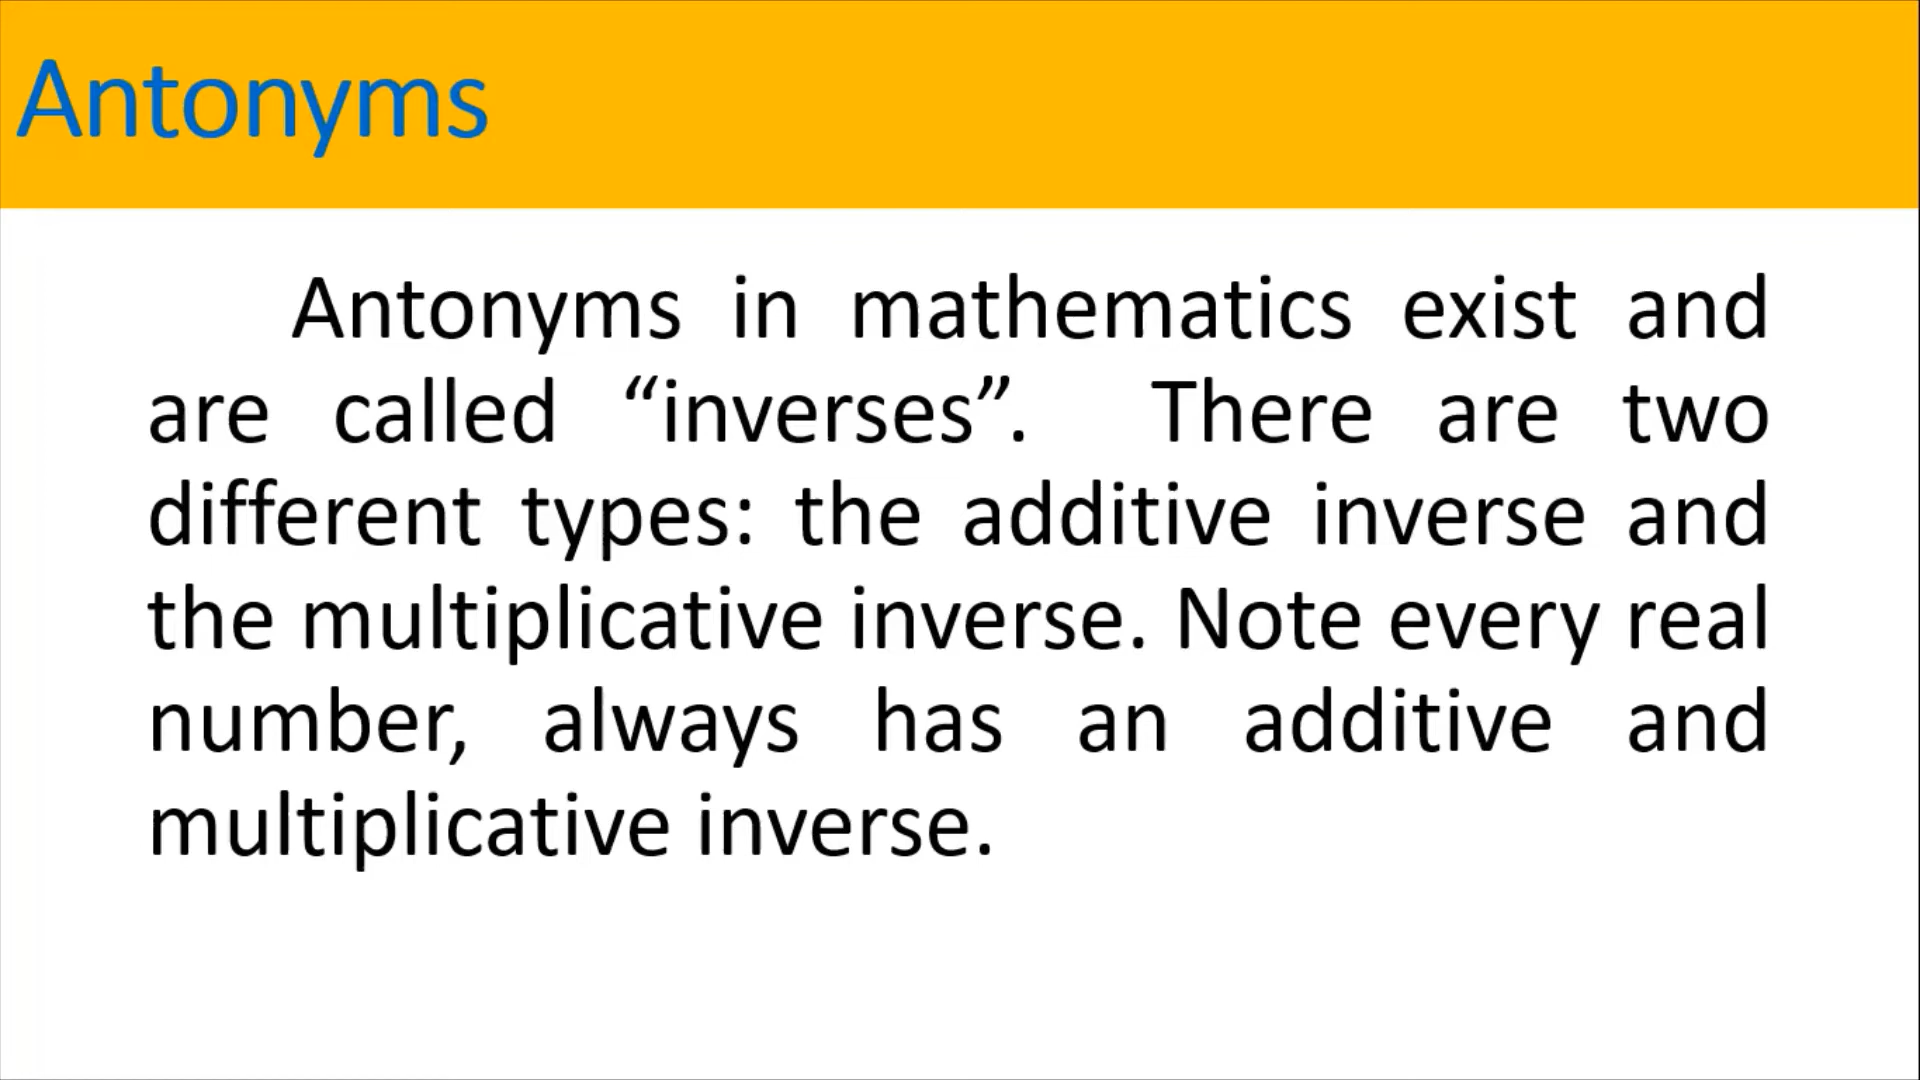 Antonyms
Antonyms in mathematics exist and
are called “inverses”. There are two
different types: the additive inverse and
the multiplicative inverse. Note every real
number, always has an additive and
multiplicative inverse.